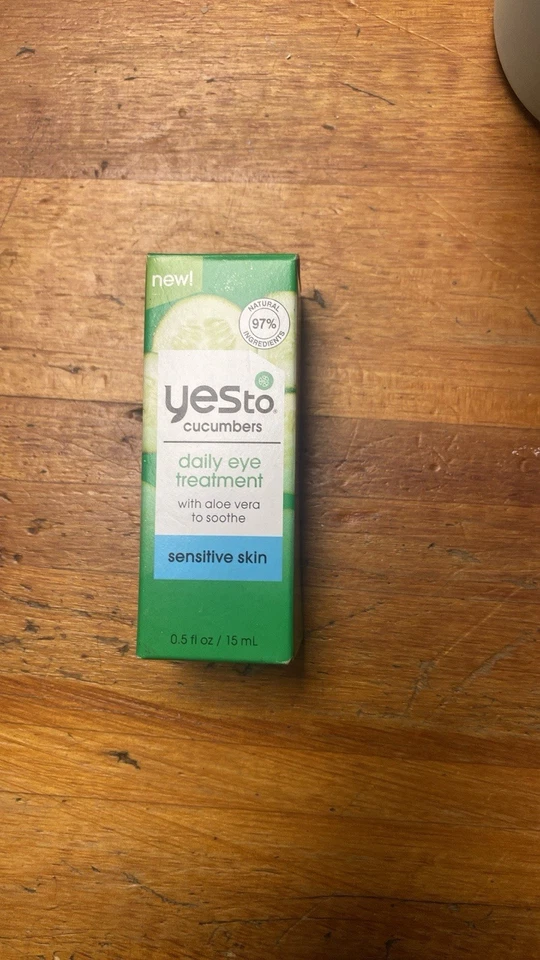 new!
NATURAL
97%
INGREDIENTS
yesto
cucumbers
daily eye
treatment
with aloe vera
to soothe
sensitive skin
0.5 fl oz / 15 mL